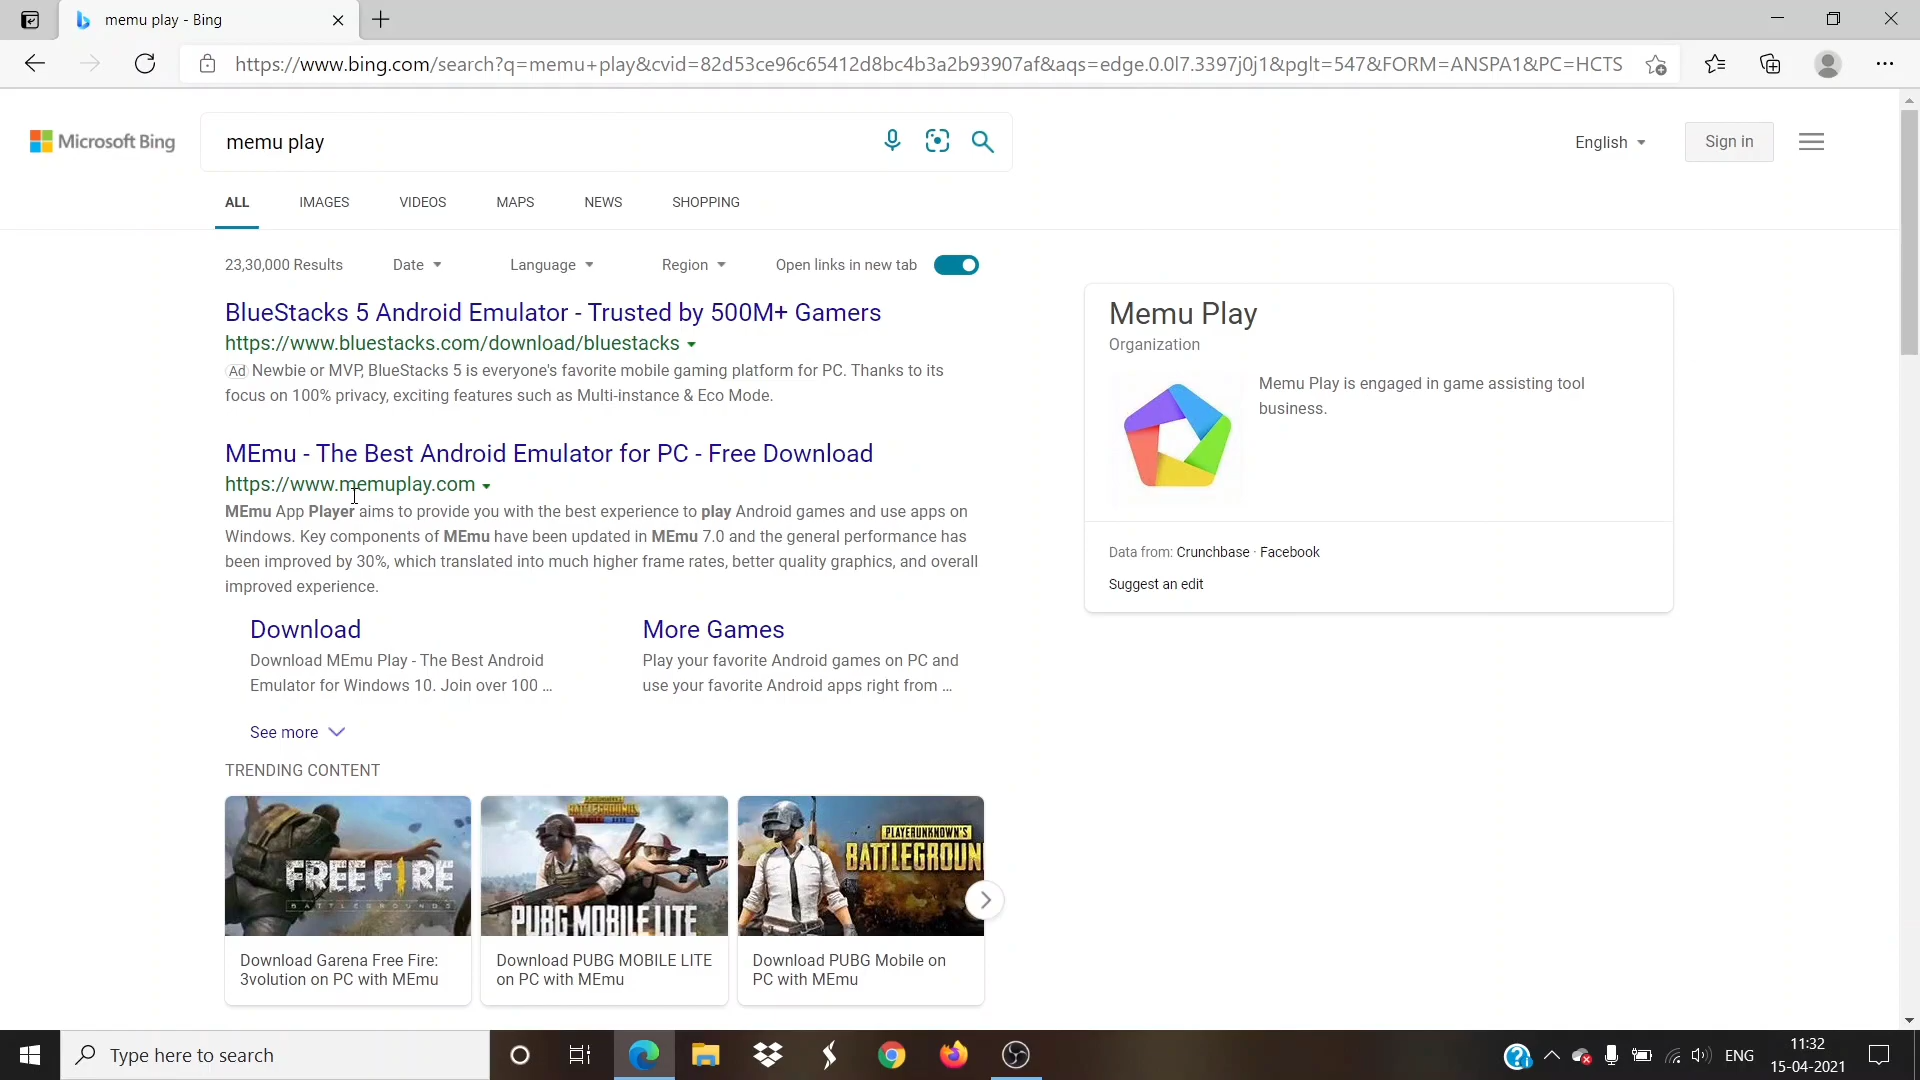 memu play - Bing
https://www.bing.com/search?q=memu+play&cvid=82d53ce96c65412d8bc4b3a2b93907af&aqs=edge.0.0l7.3397j0j1&pglt=547&FORM=ANSPA1&PC=HCTS
Microsoft Bing
memu play
English
Sign in
ALL IMAGES VIDEOS MAPS NEWS SHOPPING
23,30,000 Results Date Language Region Open links in new tab
BlueStacks 5 Android Emulator - Trusted by 500M+ Gamers
https://www.bluestacks.com/download/bluestacks
Ad Newbie or MVP, BlueStacks 5 is everyone's favorite mobile gaming platform for PC. Thanks to its
focus on 100% privacy, exciting features such as Multi-instance & Eco Mode.
MEmu - The Best Android Emulator for PC - Free Download
https://www.memuplay.com
MEmu App Player aims to provide you with the best experience to play Android games and use apps on
Windows. Key components of MEmu have been updated in MEmu 7.0 and the general performance has
been improved by 30%, which translated into much higher frame rates, better quality graphics, and overall
improved experience.
Download
Download MEmu Play - The Best Android
Emulator for Windows 10. Join over 100 ...
More Games
Play your favorite Android games on PC and
use your favorite Android apps right from ...
See more
TRENDING CONTENT
FREE FIRE
BATTLEGROUNDS
Download Garena Free Fire:
3volution on PC with MEmu
PUBG MOBILE LITE
Download PUBG MOBILE LITE
on PC with MEmu
PLAYERUNKNOWN'S
BATTLEGROUN
Download PUBG Mobile on
PC with MEmu
Memu Play
Organization
Memu Play is engaged in game assisting tool
business.
Data from: Crunchbase · Facebook
Suggest an edit
Type here to search
ENG
11:32
15-04-2021